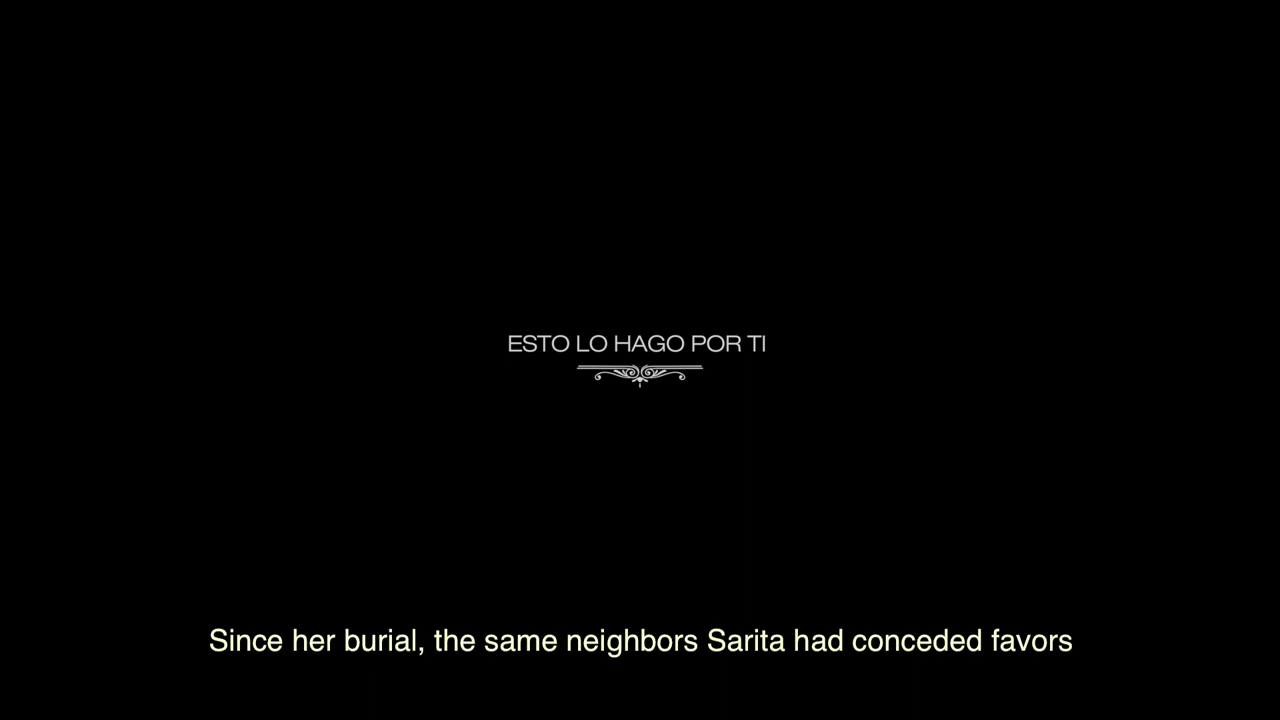 ESTO LO HAGO POR TI
Since her burial, the same neighbors Sarita had conceded favors